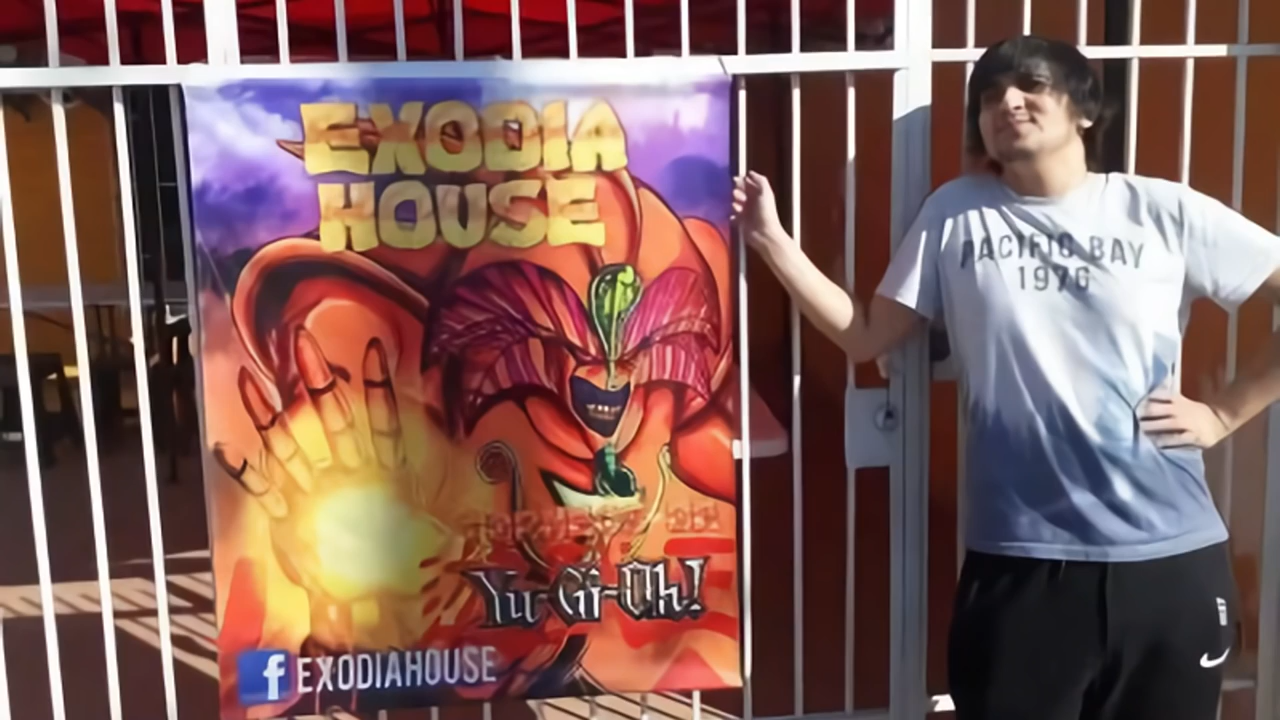 EXODIA
HOUSE
Yu-Gi-Oh!
EXODIAHOUSE
PACIFIC BAY
1976